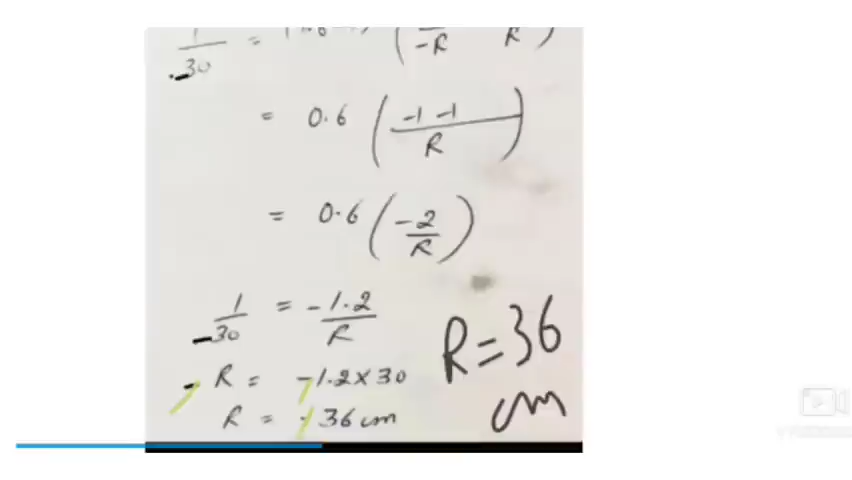 1/-30 =
= 0.6 ( -1 -1 / R )
= 0.6 ( -2 / R )
1/-30 = -1.2/R
- R = -1.2 × 30
R = - 36 cm
R = 36
cm